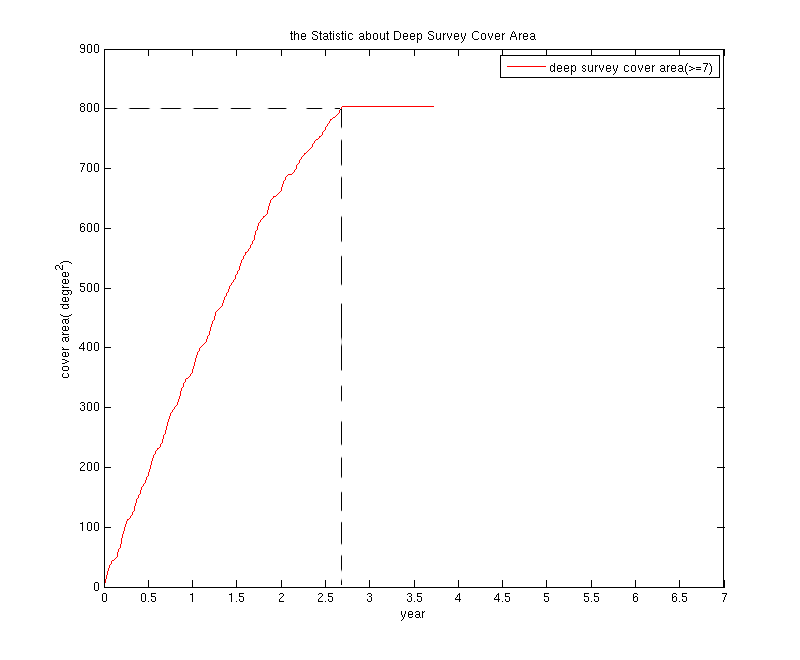 the Statistic about Deep Survey Cover Area
deep survey cover area(>=7)
900
800
700
600
500
400
300
200
100
0
cover area( degree^2)
0 0.5 1 1.5 2 2.5 3 3.5 4 4.5 5 5.5 6 6.5 7
year